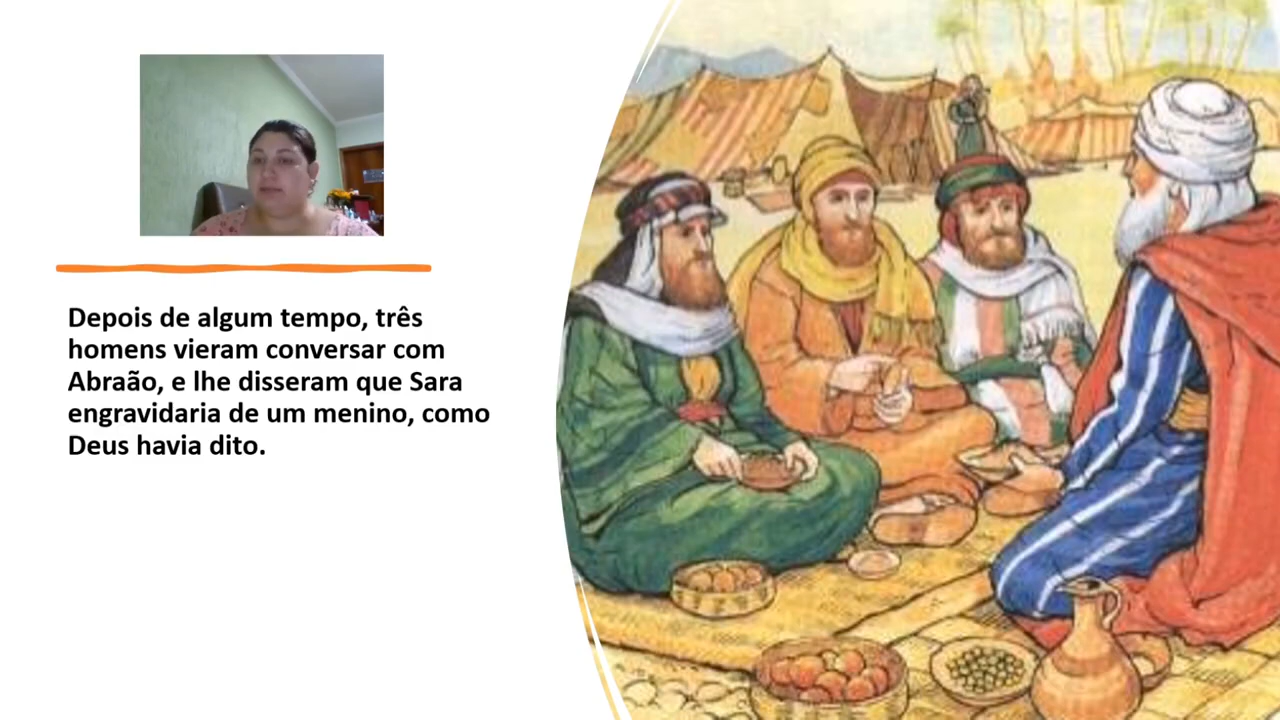 Depois de algum tempo, três
homens vieram conversar com
Abraão, e lhe disseram que Sara
engravidaria de um menino, como
Deus havia dito.